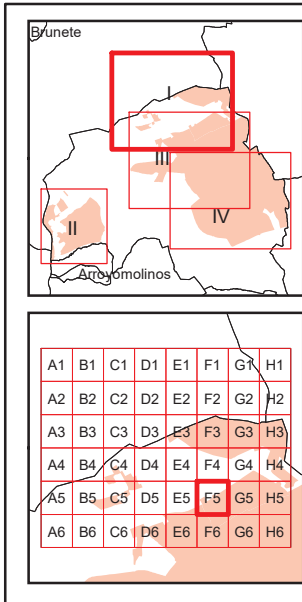 Brunete
I
III
II
IV
Arroyomolinos
A1 B1 C1 D1 E1 F1 G1 H1
A2 B2 C2 D2 E2 F2 G2 H2
A3 B3 C3 D3 E3 F3 G3 H3
A4 B4 C4 D4 E4 F4 G4 H4
A5 B5 C5 D5 E5 F5 G5 H5
A6 B6 C6 D6 E6 F6 G6 H6